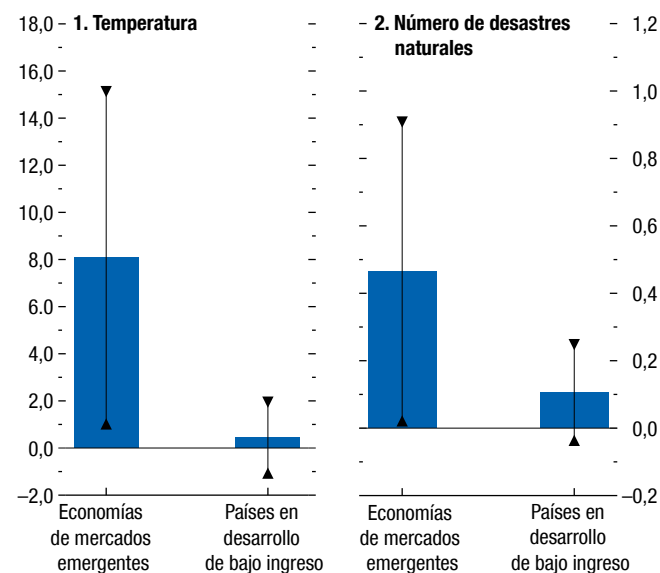 1. Temperatura
18,0
16,0
14,0
12,0
10,0
8,0
6,0
4,0
2,0
0,0
–2,0
Economías
de mercados
emergentes
Países en
desarrollo
de bajo ingreso
2. Número de desastres
naturales
1,2
1,0
0,8
0,6
0,4
0,2
0,0
–0,2
Economías
de mercados
emergentes
Países en
desarrollo
de bajo ingreso